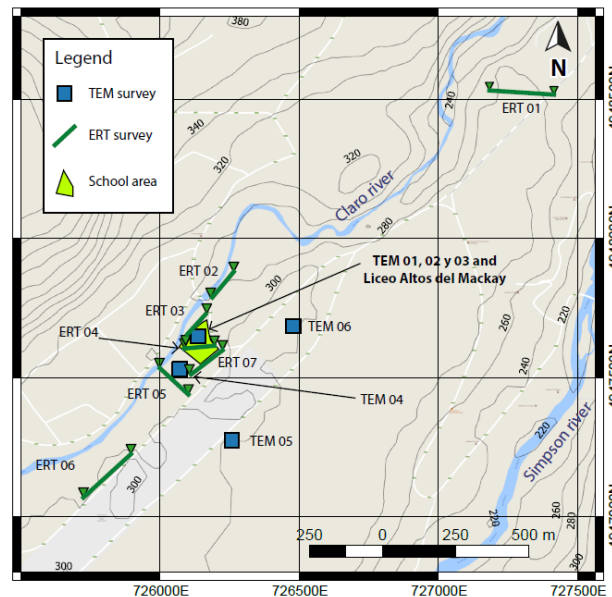 380
Legend
TEM survey
ERT survey
School area
N
340
320
320
240
ERT 01
Claro river
280
ERT 02
300
TEM 01, 02 y 03 and
Liceo Altos del Mackay
ERT 03
ERT 04
TEM 06
260
ERT 07
240
ERT 05
TEM 04
TEM 05
220
Simpson river
ERT 06
300
220
260
280
300
300
250 0 250 500 m
726000E 726500E 727000E 727500E